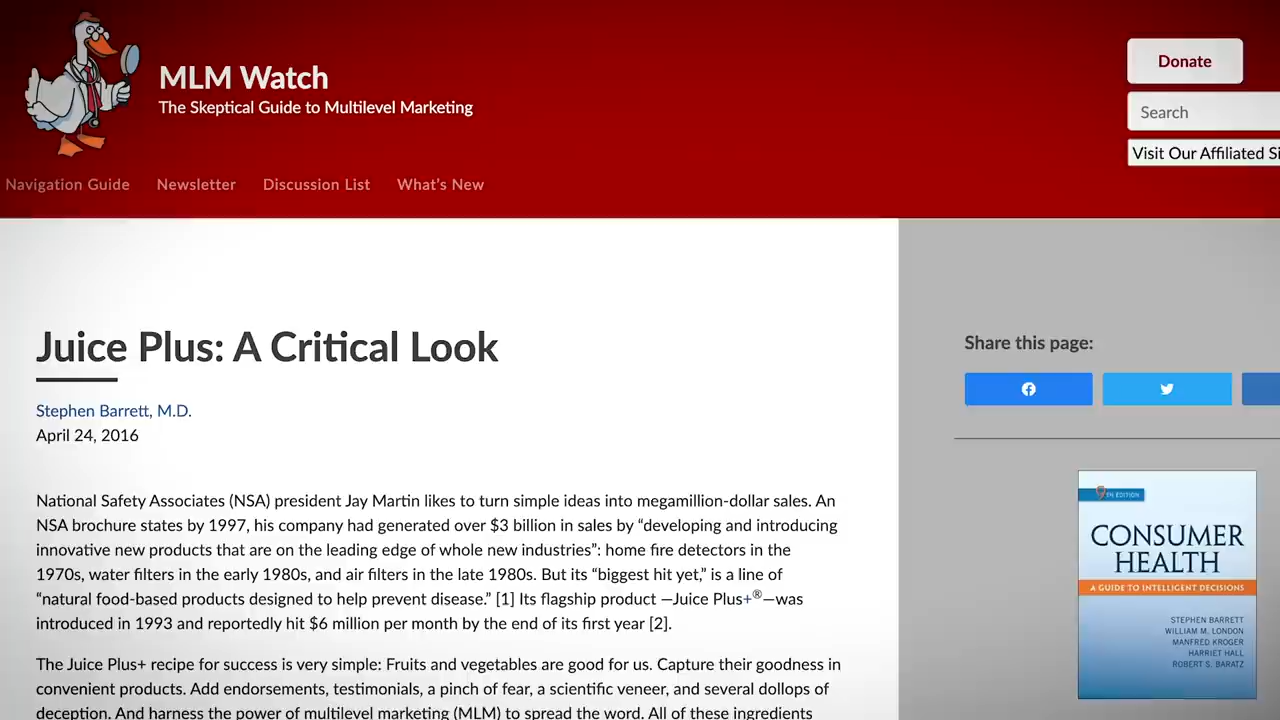 MLM Watch
The Skeptical Guide to Multilevel Marketing
Donate
Search
Visit Our Affiliated Si
Navigation Guide Newsletter Discussion List What's New
Juice Plus: A Critical Look
Stephen Barrett, M.D.
April 24, 2016
National Safety Associates (NSA) president Jay Martin likes to turn simple ideas into megamillion-dollar sales. An
NSA brochure states by 1997, his company had generated over $3 billion in sales by “developing and introducing
innovative new products that are on the leading edge of whole new industries”: home fire detectors in the
1970s, water filters in the early 1980s, and air filters in the late 1980s. But its “biggest hit yet,” is a line of
“natural food-based products designed to help prevent disease.” [1] Its flagship product —Juice Plus+®—was
introduced in 1993 and reportedly hit $6 million per month by the end of its first year [2].
The Juice Plus+ recipe for success is very simple: Fruits and vegetables are good for us. Capture their goodness in
convenient products. Add endorsements, testimonials, a pinch of fear, a scientific veneer, and several dollops of
deception. And harness the power of multilevel marketing (MLM) to spread the word. All of these ingredients
Share this page:
9TH EDITION
CONSUMER
HEALTH
A GUIDE TO INTELLIGENT DECISIONS
STEPHEN BARRETT
WILLIAM M. LONDON
MANFRED KROGER
HARRIET HALL
ROBERT S. BARATZ